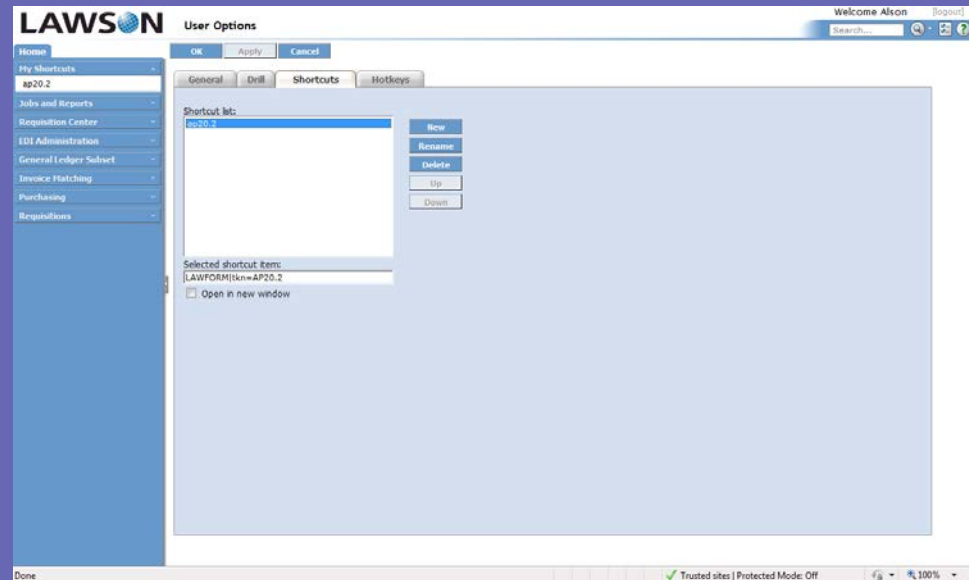 LAWSON
User Options
Welcome Alson [logout]
Search...
Home
OK Apply Cancel
My Shortcuts
ap20.2
Jobs and Reports
Requisition Center
EDI Administration
General Ledger Subset
Invoice Matching
Purchasing
Requisitions
General Drill Shortcuts Hotkeys
Shortcut list:
ap20.2
New
Rename
Delete
Up
Down
Selected shortcut item:
LAWFORM|tkn=AP20.2
Open in new window
Done
Trusted sites | Protected Mode: Off
100%